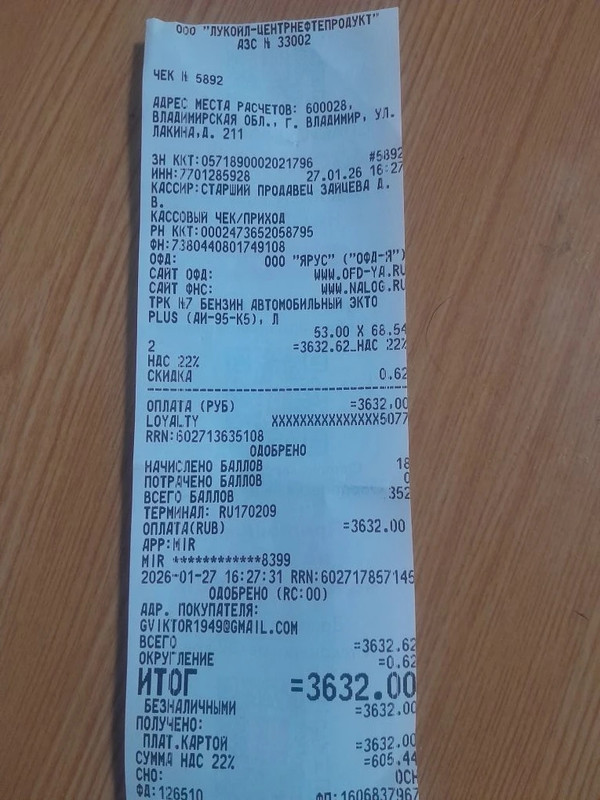 ООО "ЛУКОЙЛ-ЦЕНТРНЕФТЕПРОДУКТ"
АЗС № 33002
ЧЕК № 5892
АДРЕС МЕСТА РАСЧЕТОВ: 600028,
ВЛАДИМИРСКАЯ ОБЛ., Г. ВЛАДИМИР, УЛ.
ЛАКИНА,Д. 211
ЗН ККТ:0571890002021796 #5892
ИНН:7701285928 27.01.26 16:27
КАССИР:СТАРШИЙ ПРОДАВЕЦ ЗАЙЦЕВА Д.
В.
КАССОВЫЙ ЧЕК/ПРИХОД
РН ККТ:0002473652058795
ФН:7380440801749108
ОФД: ООО "ЯРУС" ("ОФД-Я")
САЙТ ОФД: WWW.OFD-YA.RU
САЙТ ФНС: WWW.NALOG.RU
ТРК №7 БЕНЗИН АВТОМОБИЛЬНЫЙ ЭКТО
PLUS (АИ-95-К5), Л
53.00 X 68.54
2 =3632.62_НДС 22%
НДС 22%
СКИДКА 0.62
ОПЛАТА (РУБ) =3632.00
LOYALTY XXXXXXXXXXXXXXX5077
RRN:602713635108
ОДОБРЕНО
НАЧИСЛЕНО БАЛЛОВ 18
ПОТРАЧЕНО БАЛЛОВ 0
ВСЕГО БАЛЛОВ 352
ТЕРМИНАЛ: RU170209
ОПЛАТА(RUB) =3632.00
APP:MIR
MIR ************8399
2026-01-27 16:27:31 RRN:602717857145
ОДОБРЕНО (RC:00)
АДР. ПОКУПАТЕЛЯ:
GVIKTOR1949@GMAIL.COM
ВСЕГО =3632.62
ОКРУГЛЕНИЕ =0.62
ИТОГ =3632.00
БЕЗНАЛИЧНЫМИ =3632.00
ПОЛУЧЕНО:
ПЛАТ.КАРТОЙ =3632.00
СУММА НДС 22% =605.44
СНО: ОСН
ФД:126510 ФП:1606837967